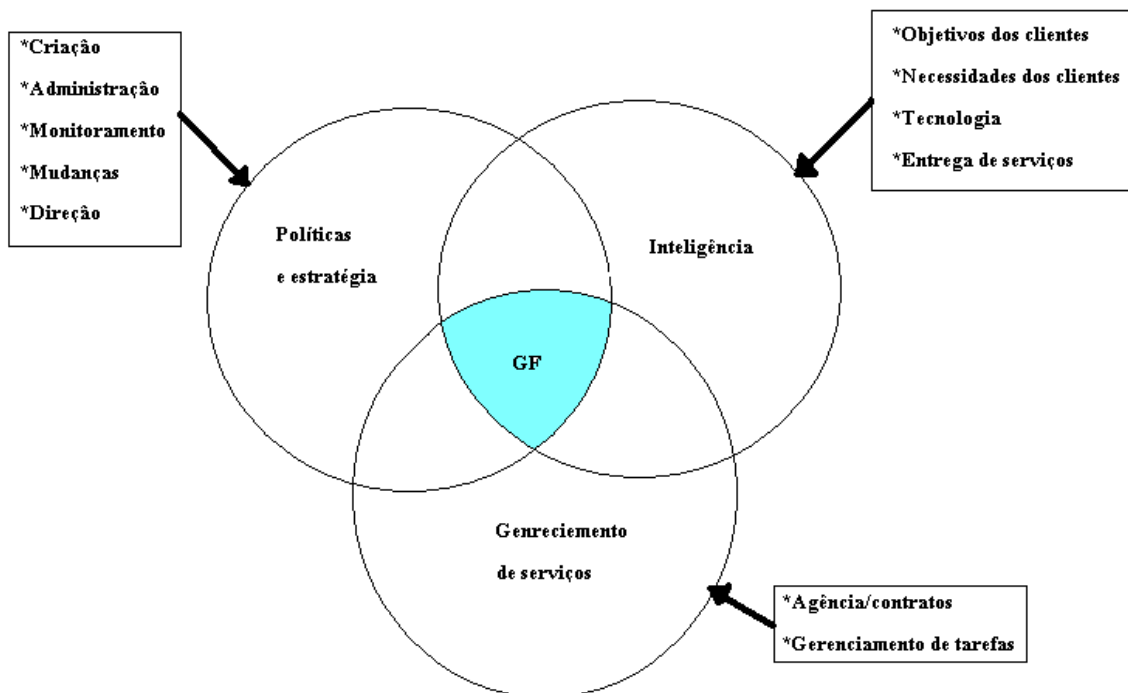 *Criação
*Administração
*Monitoramento
*Mudanças
*Direção
*Objetivos dos clientes
*Necessidades dos clientes
*Tecnologia
*Entrega de serviços
Políticas
e estratégia
Inteligência
GF
Genreciemento
de serviços
*Agência/contratos
*Gerenciamento de tarefas